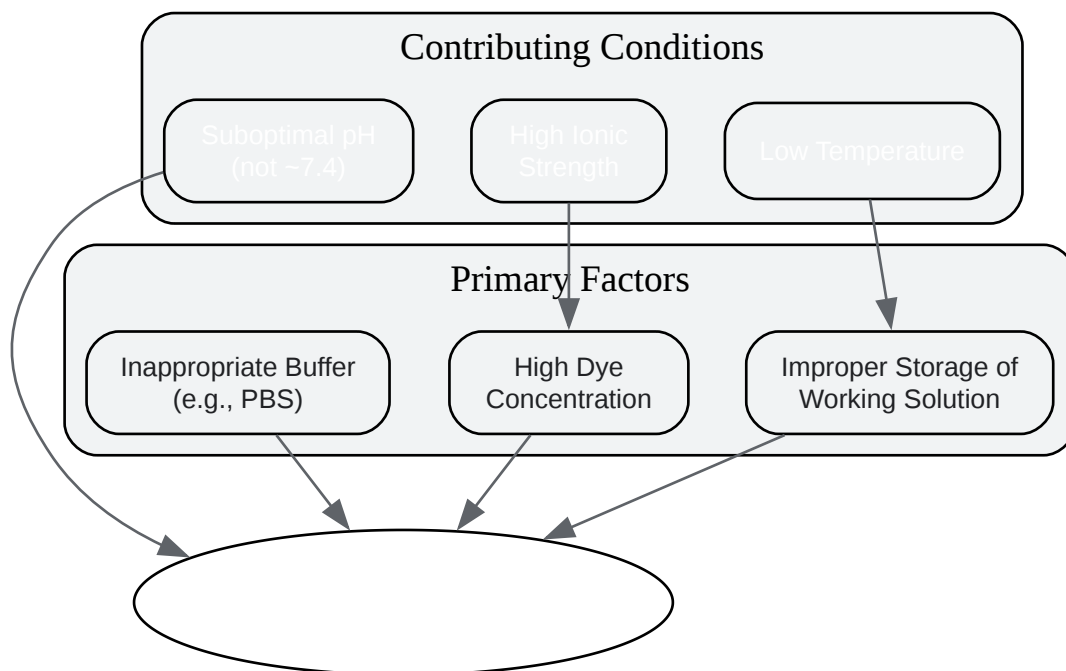 Contributing Conditions
Suboptimal pH
(not ~7.4)
High Ionic
Strength
Low Temperature
Primary Factors
Inappropriate Buffer
(e.g., PBS)
High Dye
Concentration
Improper Storage of
Working Solution